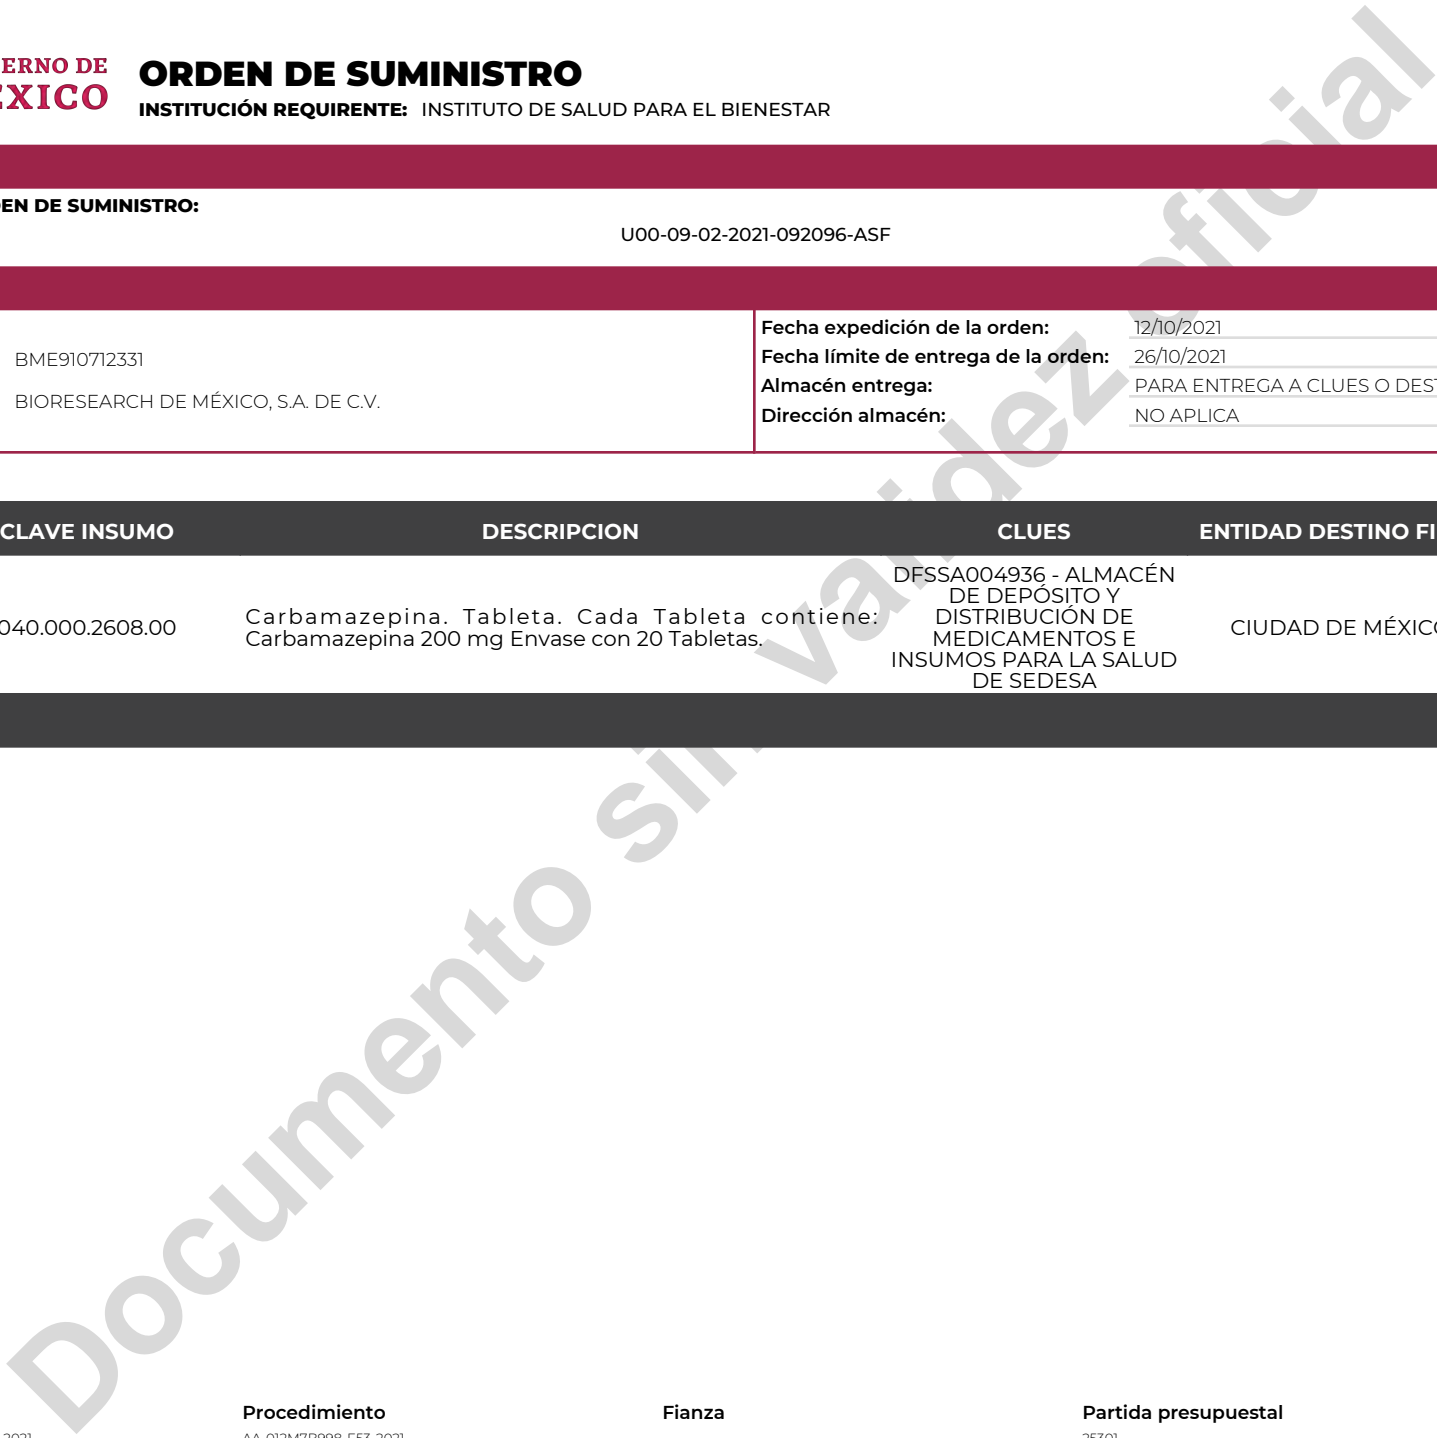 ERNO DE
ÉXICO
ORDEN DE SUMINISTRO
INSTITUCIÓN REQUIRENTE: INSTITUTO DE SALUD PARA EL BIENESTAR
EN DE SUMINISTRO:
U00-09-02-2021-092096-ASF
BME910712331
BIORESEARCH DE MÉXICO, S.A. DE C.V.
Fecha expedición de la orden: 12/10/2021
Fecha límite de entrega de la orden: 26/10/2021
Almacén entrega: PARA ENTREGA A CLUES O DEST
Dirección almacén: NO APLICA
CLAVE INSUMO DESCRIPCION CLUES ENTIDAD DESTINO FI
040.000.2608.00
Carbamazepina. Tableta. Cada Tableta contiene:
Carbamazepina 200 mg Envase con 20 Tabletas.
DFSSA004936 - ALMACÉN
DE DEPÓSITO Y
DISTRIBUCIÓN DE
MEDICAMENTOS E
INSUMOS PARA LA SALUD
DE SEDESA
CIUDAD DE MÉXICO
Documento sin validez oficial
Procedimiento Fianza Partida presupuestal